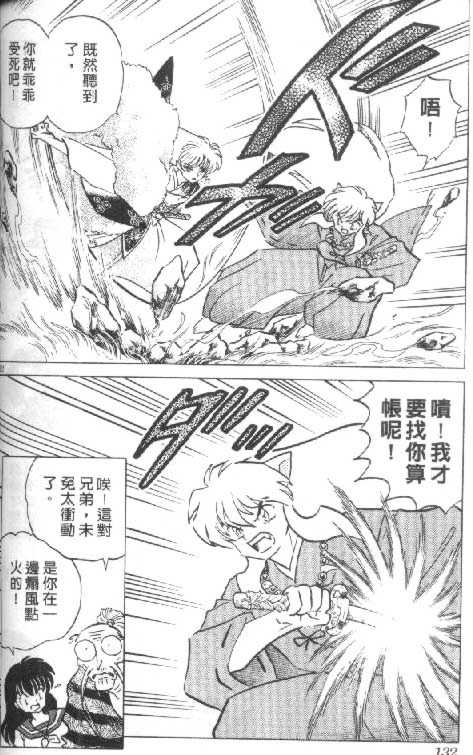 唔！
既然聽到
了，
你就乖乖
受死吧！
嘖！我才
要找你算
帳呢！
唉！這對
兄弟，未
免太衝動
了。
是你在一
邊煽風點
火的！
132